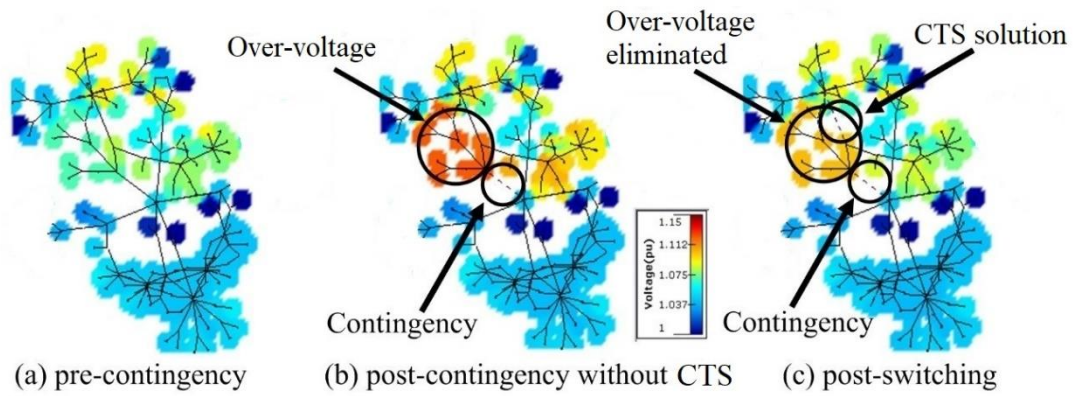 Over-voltage
Over-voltage
eliminated
CTS solution
Voltage(pu)
1.15
1.112
1.075
1.037
1
Contingency
Contingency
(a) pre-contingency
(b) post-contingency without CTS
(c) post-switching